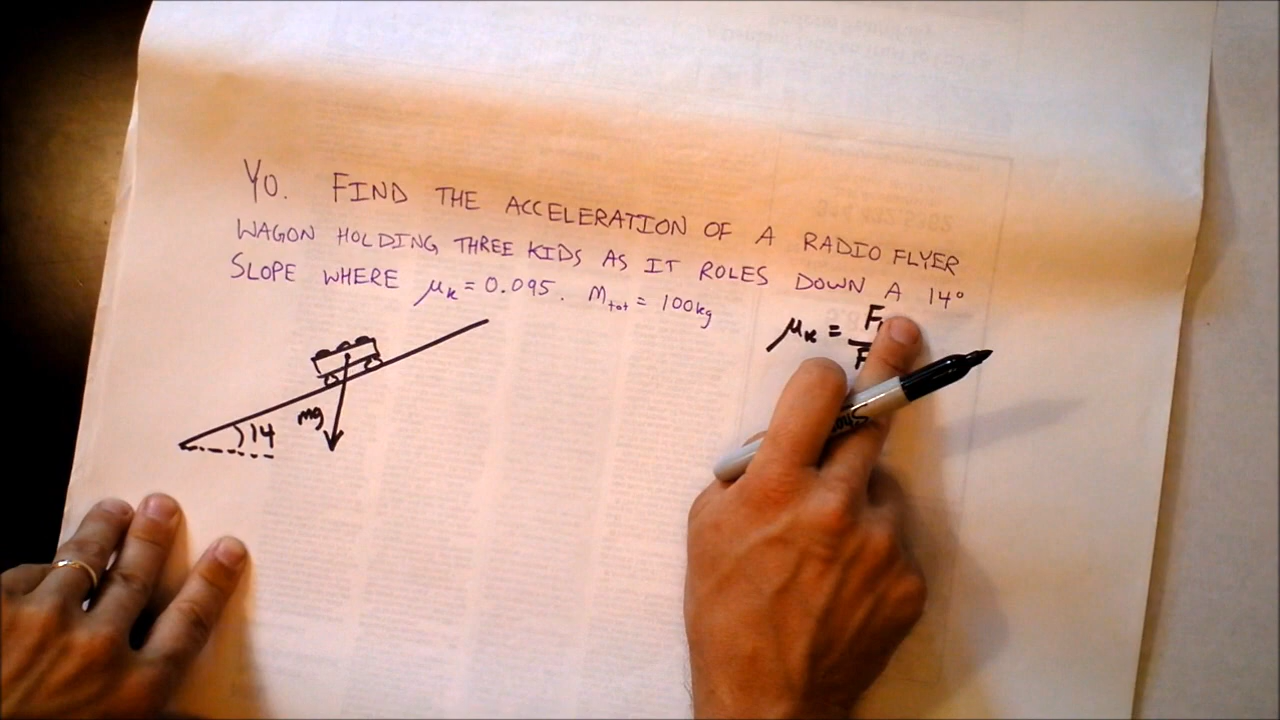 YO. FIND THE ACCELERATION OF A RADIO FLYER
WAGON HOLDING THREE KIDS AS IT ROLES DOWN A 14°
SLOPE WHERE μk = 0.095. Mtot = 100kg
μk = F
F
mg
14